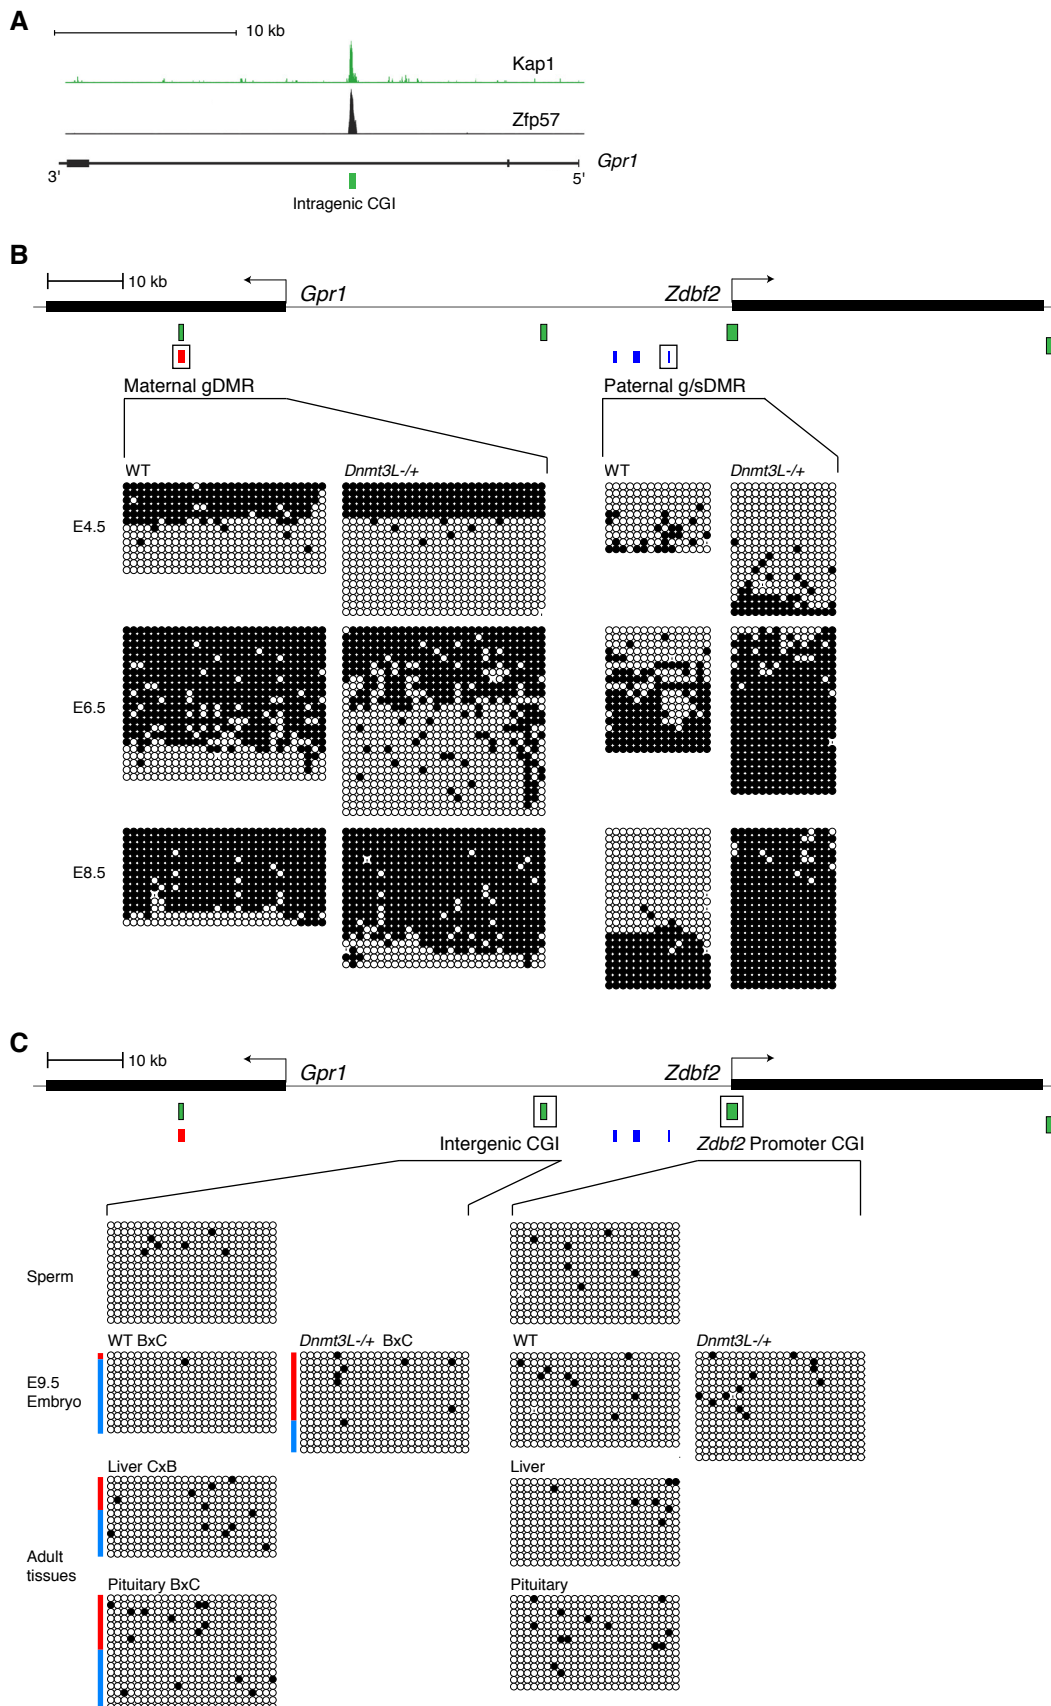 A
10 kb
Kap1
Zfp57
Gpr1
3'
5'
Intragenic CGI
B
10 kb
Gpr1
Zdbf2
Maternal gDMR
Paternal g/sDMR
WT
Dnmt3L-/+
WT
Dnmt3L-/+
E4.5
E6.5
E8.5
C
10 kb
Gpr1
Zdbf2
Intergenic CGI
Zdbf2 Promoter CGI
Sperm
WT BxC
Dnmt3L-/+ BxC
WT
Dnmt3L-/+
E9.5
Embryo
Liver CxB
Liver
Adult
tissues
Pituitary BxC
Pituitary